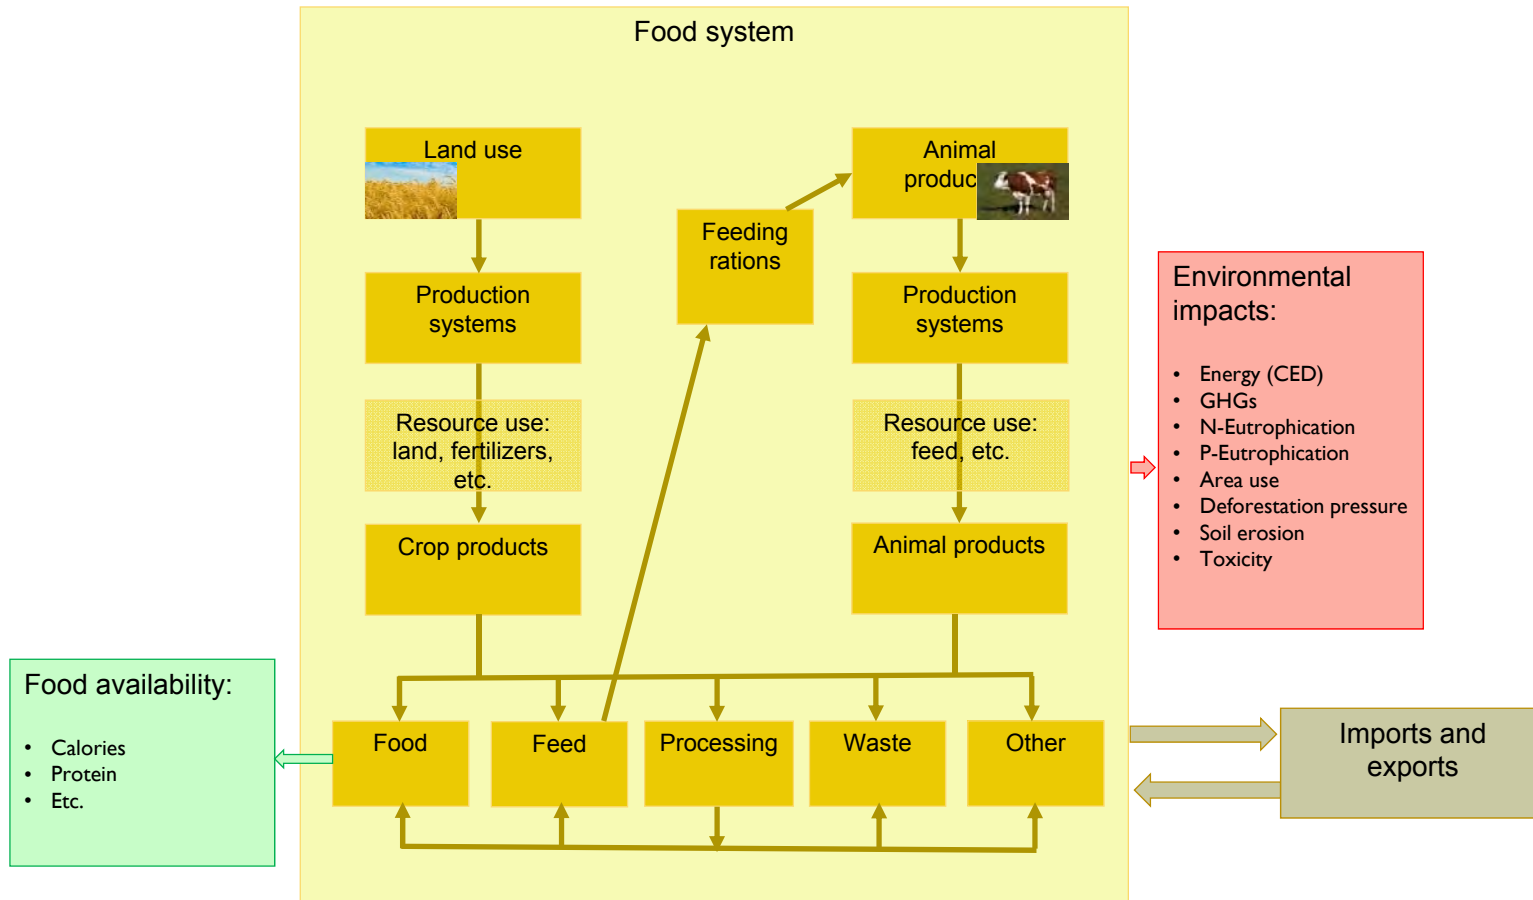 Food system
Land use
Animal
Feeding
rations
Production
systems
Production
systems
Resource use:
land, fertilizers,
etc.
Resource use:
feed, etc.
Crop products
Animal products
Environmental
impacts:
• Energy (CED)
• GHGs
• N-Eutrophication
• P-Eutrophication
• Area use
• Deforestation pressure
• Soil erosion
• Toxicity
Food availability:
• Calories
• Protein
• Etc.
Food
Feed
Processing
Waste
Other
Imports and
exports